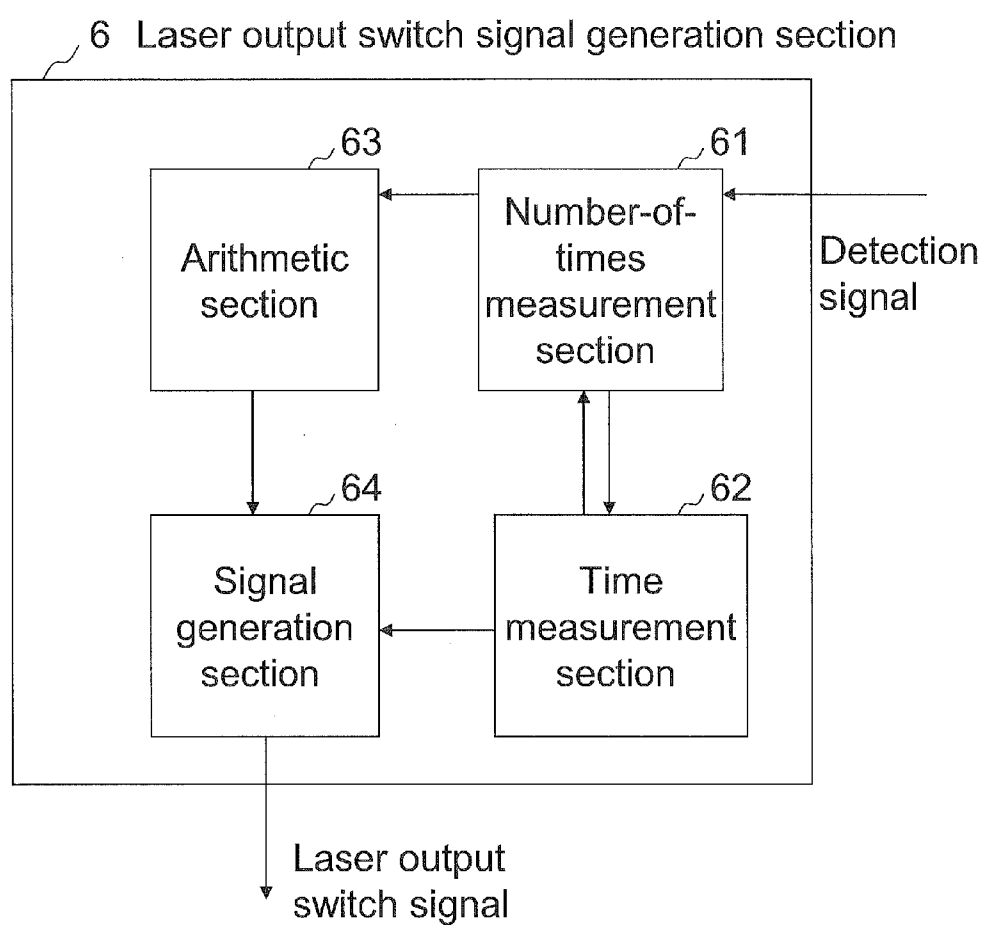 6 Laser output switch signal generation section
63
61
Arithmetic
section
Number-of-
times
measurement
section
Detection
signal
64
62
Signal
generation
section
Time
measurement
section
Laser output
switch signal